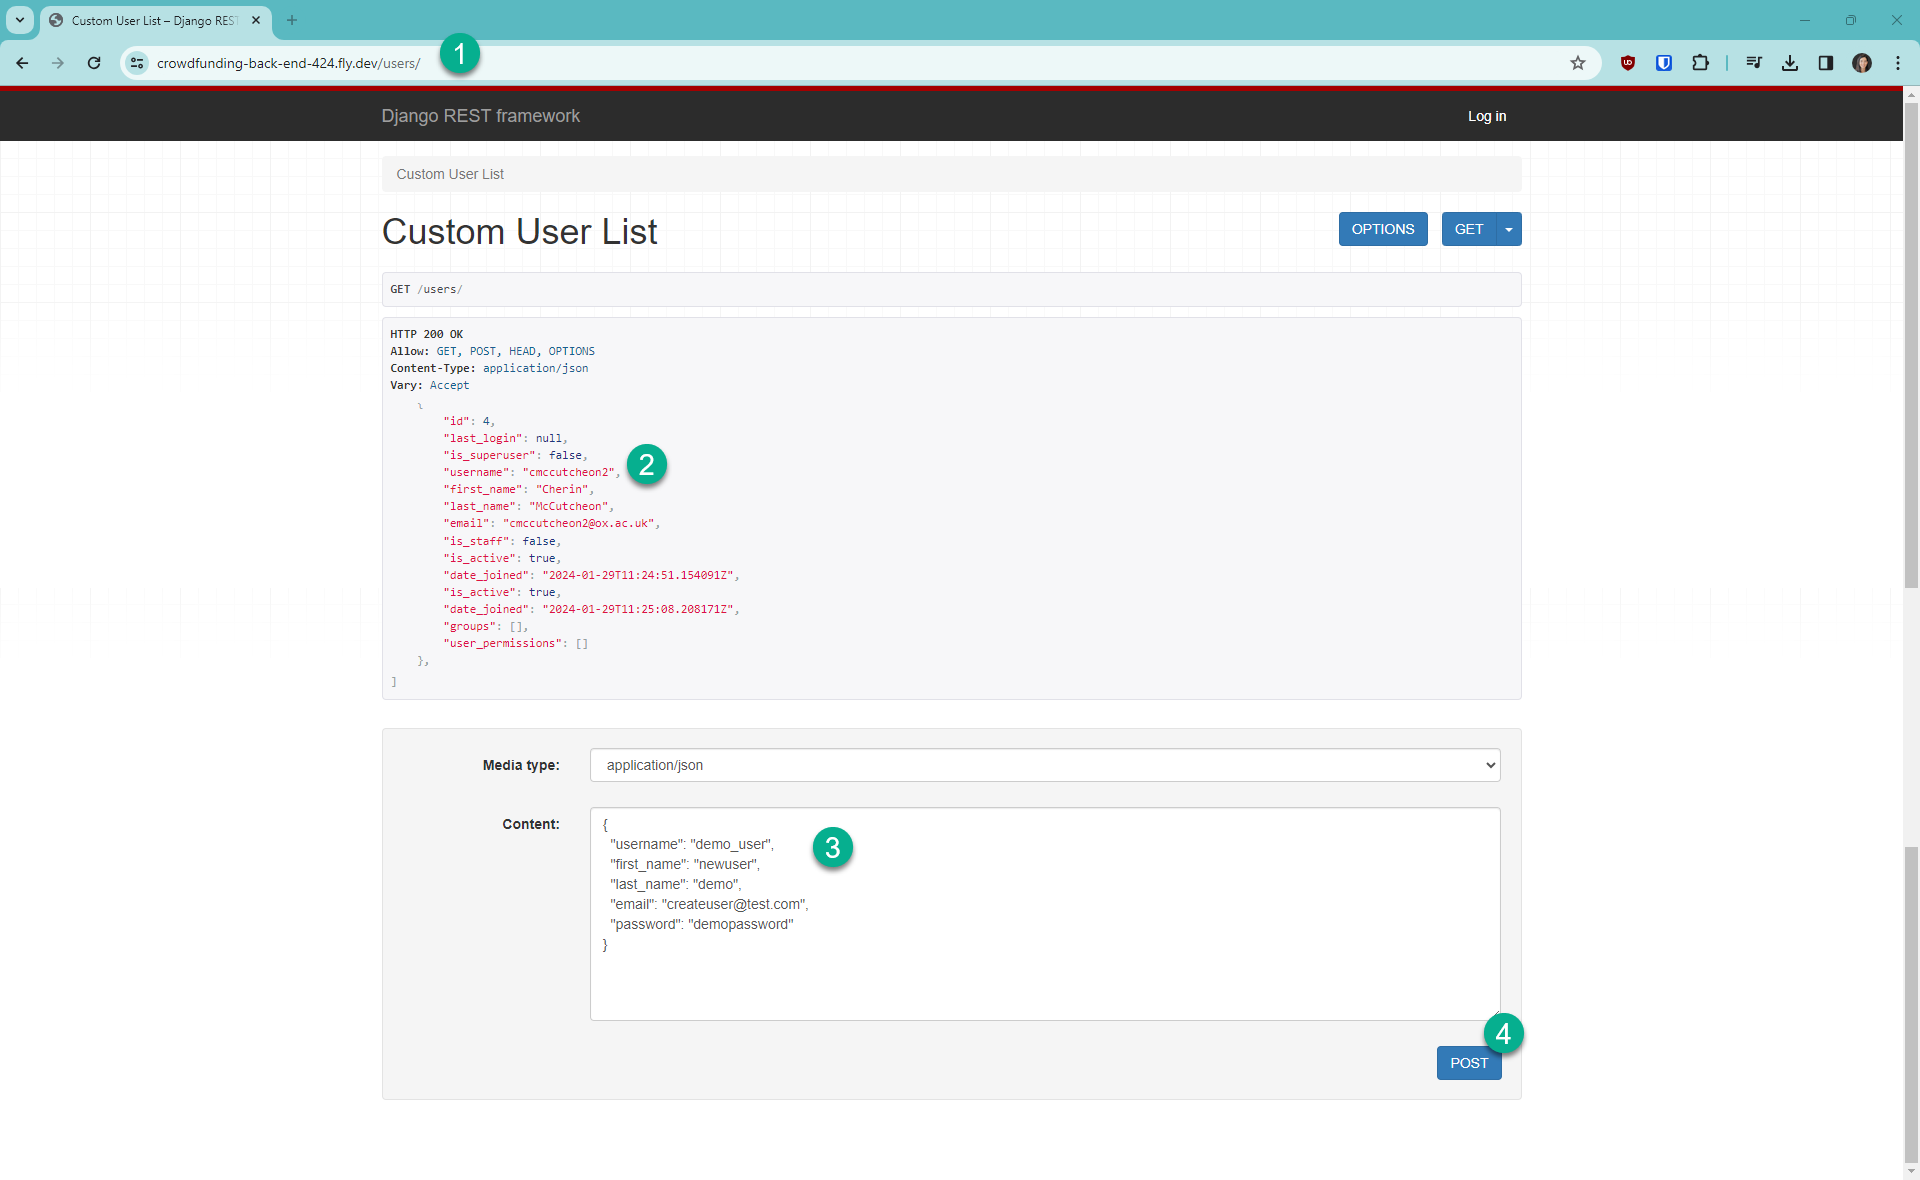 Custom User List – Django RES
crowdfunding-back-end-424.fly.dev/users/
1
Django REST framework
Log in
Custom User List
Custom User List
OPTIONS
GET
GET /users/
HTTP 200 OK
Allow: GET, POST, HEAD, OPTIONS
Content-Type: application/json
Vary: Accept
{
"id": 4,
"last_login": null,
"is_superuser": false,
"username": "cmccutcheon2",
2
"first_name": "Cherin",
"last_name": "McCutcheon",
"email": "cmccutcheon2@ox.ac.uk",
"is_staff": false,
"is_active": true,
"date_joined": "2024-01-29T11:24:51.154091Z",
"is_active": true,
"date_joined": "2024-01-29T11:25:08.208171Z",
"groups": [],
"user_permissions": []
},
]
Media type:
application/json
Content:
{
"username": "demo_user",
3
"first_name": "newuser",
"last_name": "demo",
"email": "createuser@test.com",
"password": "demopassword"
}
4
POST